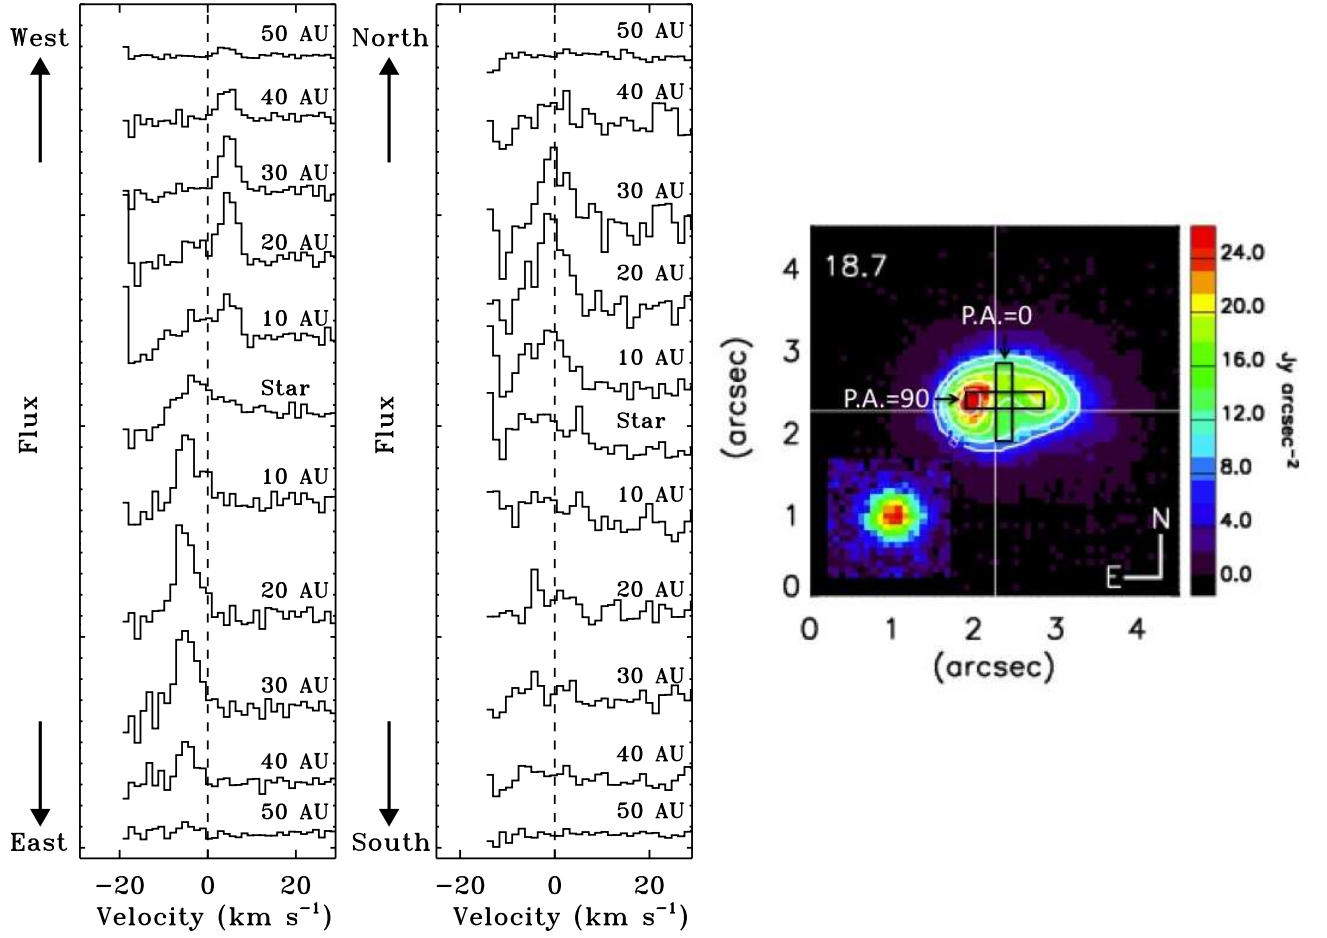 West
50 AU
40 AU
30 AU
20 AU
10 AU
Star
10 AU
20 AU
30 AU
40 AU
50 AU
East
Flux
−20 0 20
Velocity (km s⁻¹)
North
50 AU
40 AU
30 AU
20 AU
10 AU
Star
10 AU
20 AU
30 AU
40 AU
50 AU
South
Flux
−20 0 20
Velocity (km s⁻¹)
18.7
P.A.=0
P.A.=90
N
E
4
3
2
1
0
(arcsec)
0 1 2 3 4
(arcsec)
24.0
20.0
16.0
12.0
8.0
4.0
0.0
Jy arcsec⁻²